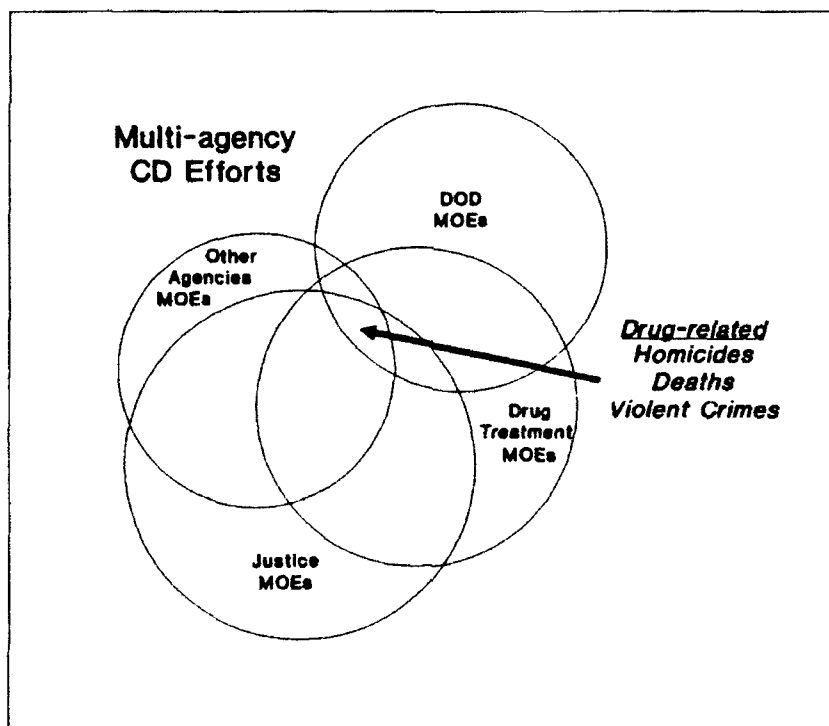 Multi-agency
CD Efforts
DOD
MOEs
Other
Agencies
MOEs
Drug-related
Homicides
Deaths
Violent Crimes
Drug
Treatment
MOEs
Justice
MOEs